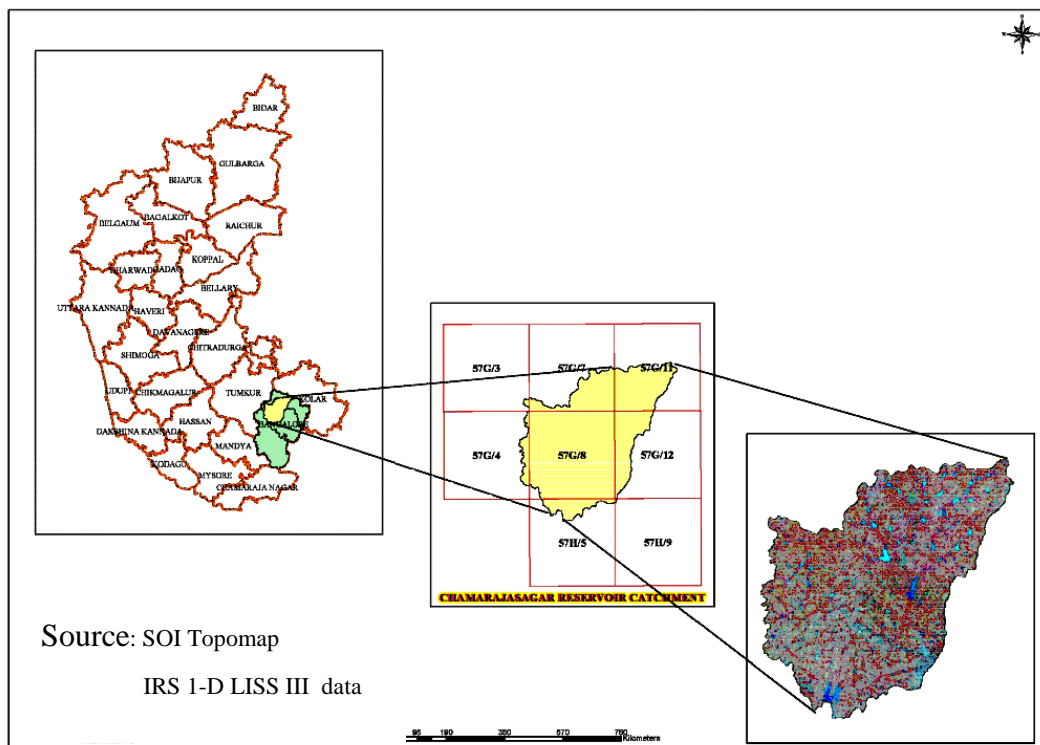 BIDAR
GULBARGA
BIJAPUR
BAGALKOT
BELGAUM
RAICHUR
KOPPAL
DHARWAD
GADAG
BELLARY
UTTARA KANNADA
HAVERI
DAVANAGERE
CHITRADURGA
SHIMOGA
UDUPI
CHIKMAGALUR
TUMKUR
KOLAR
HASSAN
BANGALORE
DAKSHINA KANNADA
MANDYA
KODAGU
MYSORE
CHAMARAJA NAGAR
57G/3
57G/7
57G/11
57G/4
57G/8
57G/12
57H/5
57H/9
CHAMARAJASAGAR RESERVOIR CATCHMENT
Source: SOI Topomap
IRS 1-D LISS III data
95 190 380 570 760
Kilometers